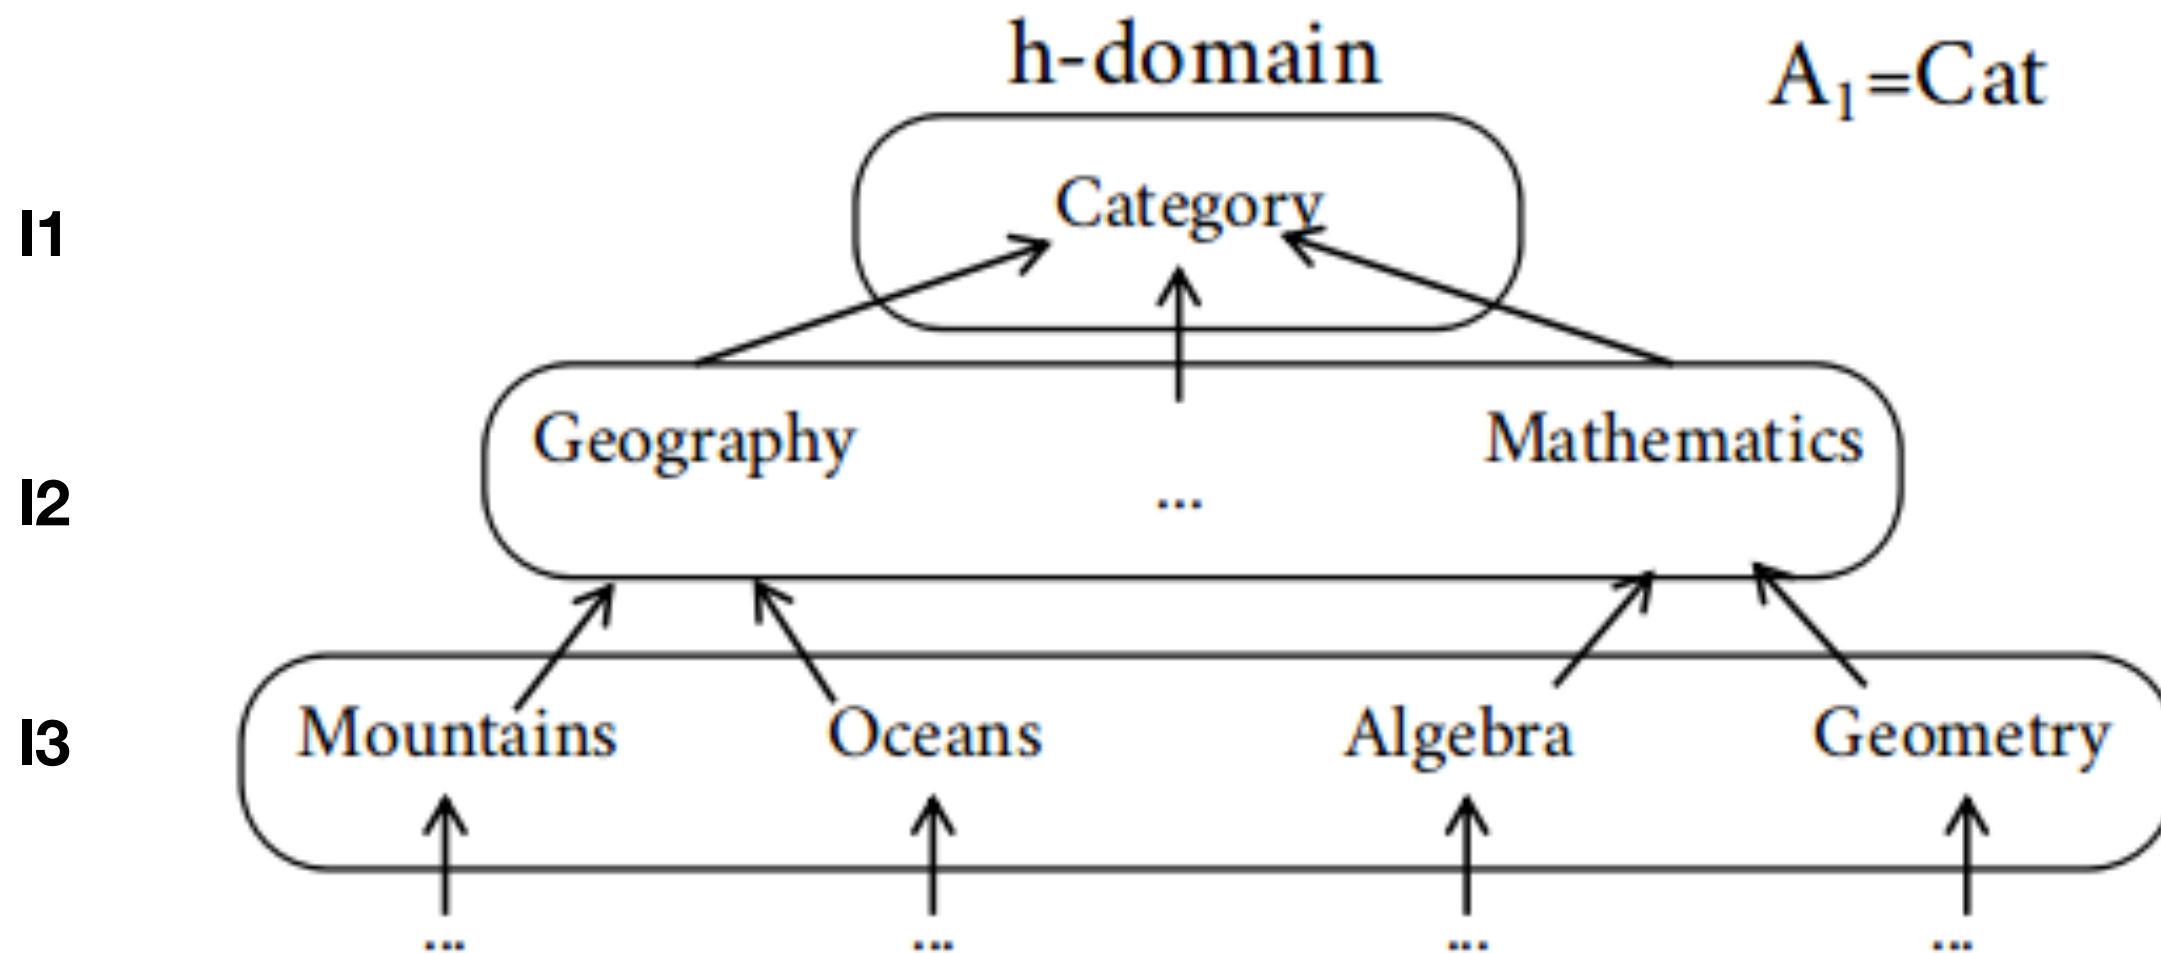 h-domain
A₁=Cat
Category
l1
Geography
Mathematics
...
l2
Mountains
Oceans
Algebra
Geometry
l3
... ... ... ...